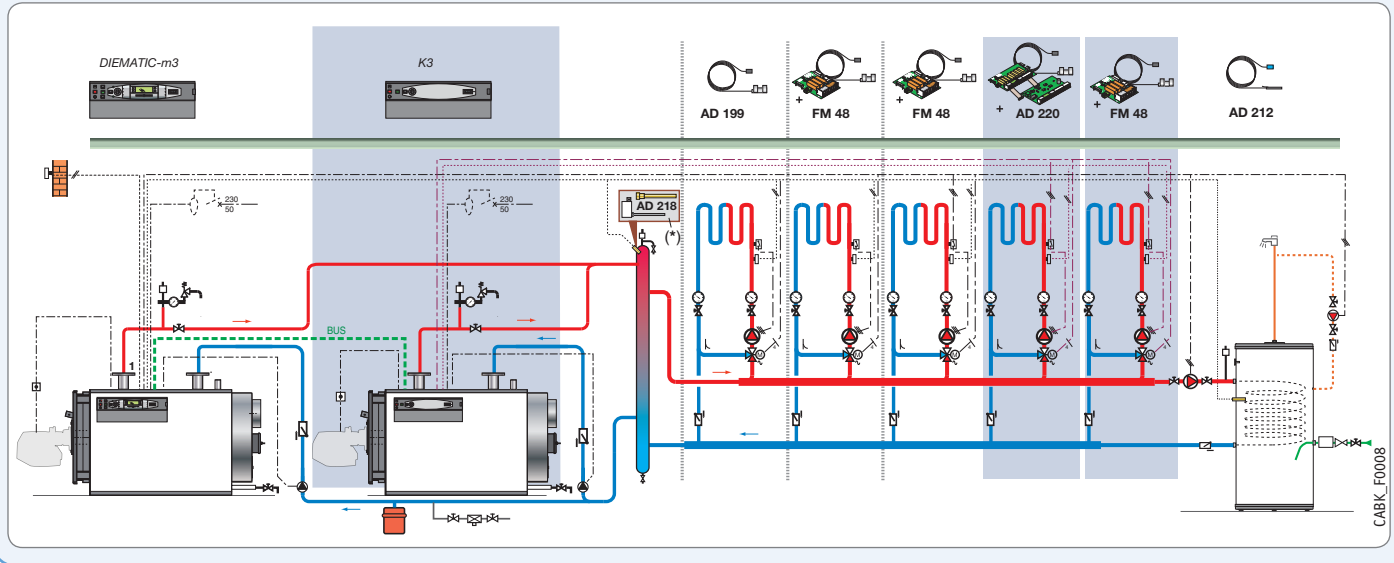 DIEMATIC-m3
K3
AD 199
+ FM 48
+ FM 48
+ AD 220
+ FM 48
AD 212
230
50
230
50
AD 218
(*)
BUS
1
M
M
M
M
M
CABK_F0008